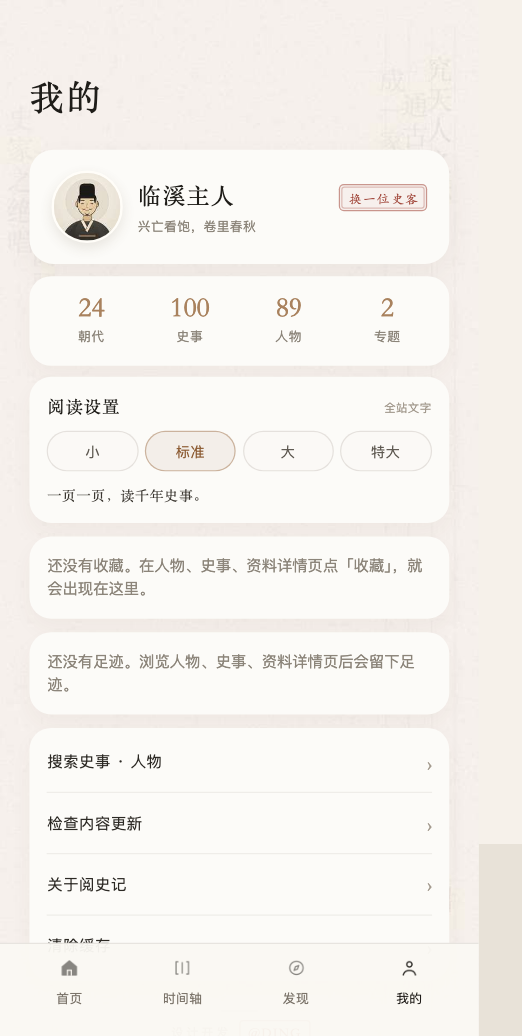 我的
临溪主人
兴亡看饱，卷里春秋
换一位史客
24
朝代
100
史事
89
人物
2
专题
阅读设置
全站文字
小
标准
大
特大
一页一页，读千年史事。
还没有收藏。在人物、史事、资料详情页点「收藏」，就
会出现在这里。
还没有足迹。浏览人物、史事、资料详情页后会留下足
迹。
搜索史事 · 人物
检查内容更新
关于阅史记
清除缓存
首页
时间轴
发现
我的